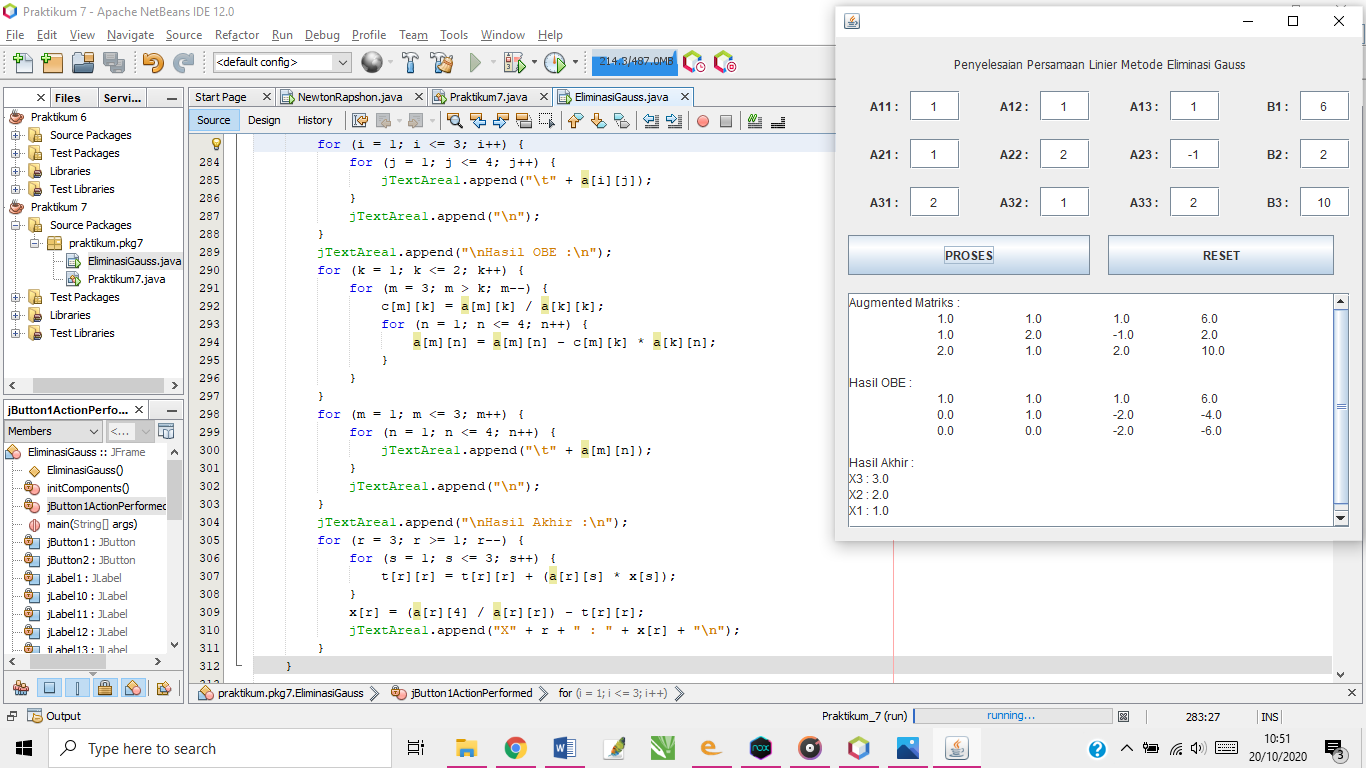 Praktikum 7 - Apache NetBeans IDE 12.0
File Edit View Navigate Source Refactor Run Debug Profile Team Tools Window Help
<default config>
214.3/487.0MB
Files Servi...
Praktikum 6
Source Packages
Test Packages
Libraries
Test Libraries
Praktikum 7
Source Packages
praktikum.pkg7
EliminasiGauss.java
Praktikum7.java
Test Packages
Libraries
Test Libraries
jButton1ActionPerfo...
Members
<...
EliminasiGauss :: JFrame
EliminasiGauss()
initComponents()
jButton1ActionPerformed
main(String[] args)
jButton1 : JButton
jButton2 : JButton
jLabel1 : JLabel
jLabel10 : JLabel
jLabel11 : JLabel
jLabel12 : JLabel
jLabel13 : JLabel
Start Page NewtonRapshon.java Praktikum7.java EliminasiGauss.java
Source Design History
for (i = 1; i <= 3; i++) {
284 for (j = 1; j <= 4; j++) {
285 jTextArea1.append("\t" + a[i][j]);
286 }
287 jTextArea1.append("\n");
288 }
289 jTextArea1.append("\nHasil OBE :\n");
290 for (k = 1; k <= 2; k++) {
291 for (m = 3; m > k; m--) {
292 c[m][k] = a[m][k] / a[k][k];
293 for (n = 1; n <= 4; n++) {
294 a[m][n] = a[m][n] - c[m][k] * a[k][n];
295 }
296 }
297 }
298 for (m = 1; m <= 3; m++) {
299 for (n = 1; n <= 4; n++) {
300 jTextArea1.append("\t" + a[m][n]);
301 }
302 jTextArea1.append("\n");
303 }
304 jTextArea1.append("\nHasil Akhir :\n");
305 for (r = 3; r >= 1; r--) {
306 for (s = 1; s <= 3; s++) {
307 t[r][r] = t[r][r] + (a[r][s] * x[s]);
308 }
309 x[r] = (a[r][4] / a[r][r]) - t[r][r];
310 jTextArea1.append("X" + r + " : " + x[r] + "\n");
311 }
312 }
praktikum.pkg7.EliminasiGauss jButton1ActionPerformed for (i = 1; i <= 3; i++)
Output
Praktikum_7 (run) running... 283:27 INS
Penyelesaian Persamaan Linier Metode Eliminasi Gauss
A11 : 1 A12 : 1 A13 : 1 B1 : 6
A21 : 1 A22 : 2 A23 : -1 B2 : 2
A31 : 2 A32 : 1 A33 : 2 B3 : 10
PROSES RESET
Augmented Matriks :
1.0 1.0 1.0 6.0
1.0 2.0 -1.0 2.0
2.0 1.0 2.0 10.0
Hasil OBE :
1.0 1.0 1.0 6.0
0.0 1.0 -2.0 -4.0
0.0 0.0 -2.0 -6.0
Hasil Akhir :
X3 : 3.0
X2 : 2.0
X1 : 1.0
Type here to search
nox
10:51
20/10/2020
3